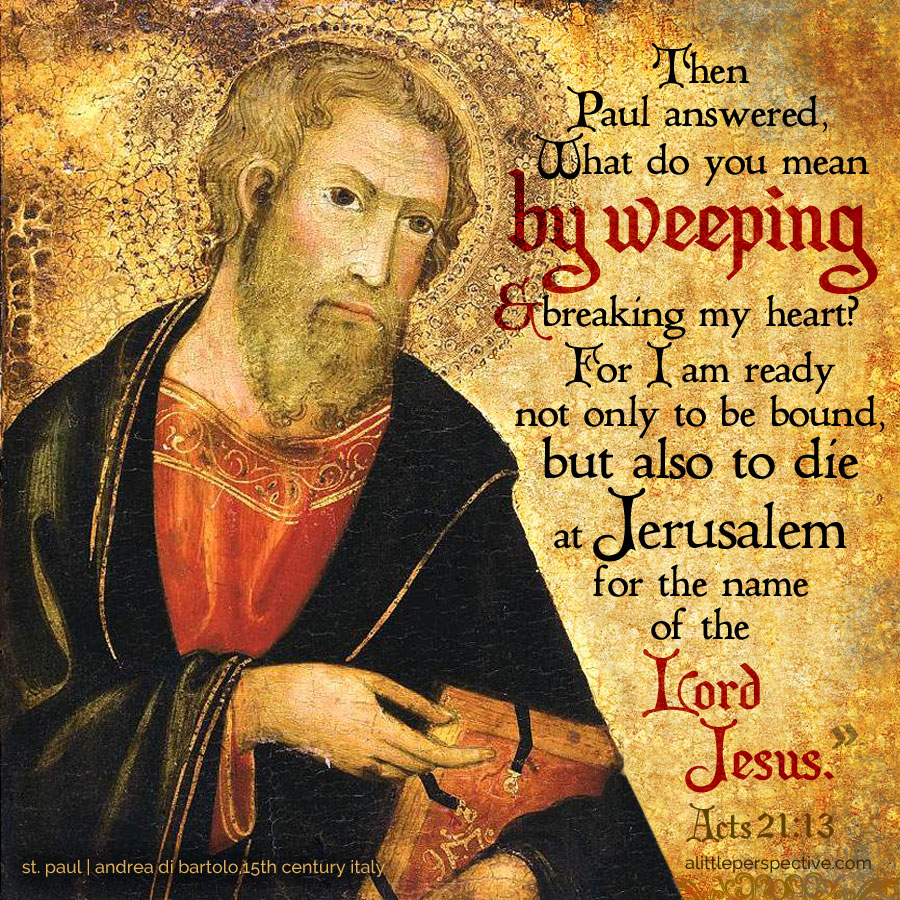 Then
Paul answered,
What do you mean
by weeping
& breaking my heart?
For I am ready
not only to be bound,
but also to die
at Jerusalem
for the name
of the
Lord
Jesus.”
Acts 21:13
alittleperspective.com
st. paul | andrea di bartolo,15th century italy